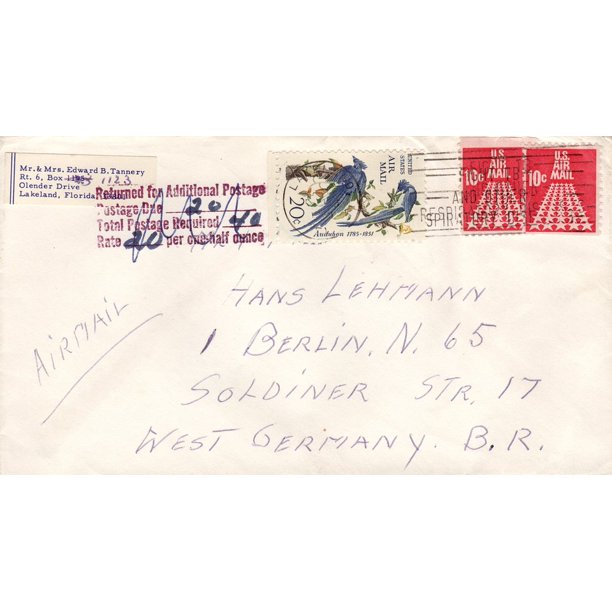 Mr. & Mrs. Edward B. Tannery
Rt. 6, Box 1195 1123
Olender Drive
Lakeland, Florida
Returned for Additional Postage
Postage Due 20
Total Postage Required 40
Rate 20 per one-half ounce
UNITED STATES
AIR MAIL
20c
Audubon 1785-1851
U.S.
AIR
MAIL
10c
U.S.
AIR
MAIL
10c
AIRMAIL
HANS LEHMANN
1 BERLIN, N. 65
SOLDINER STR. 17
WEST GERMANY. B.R.